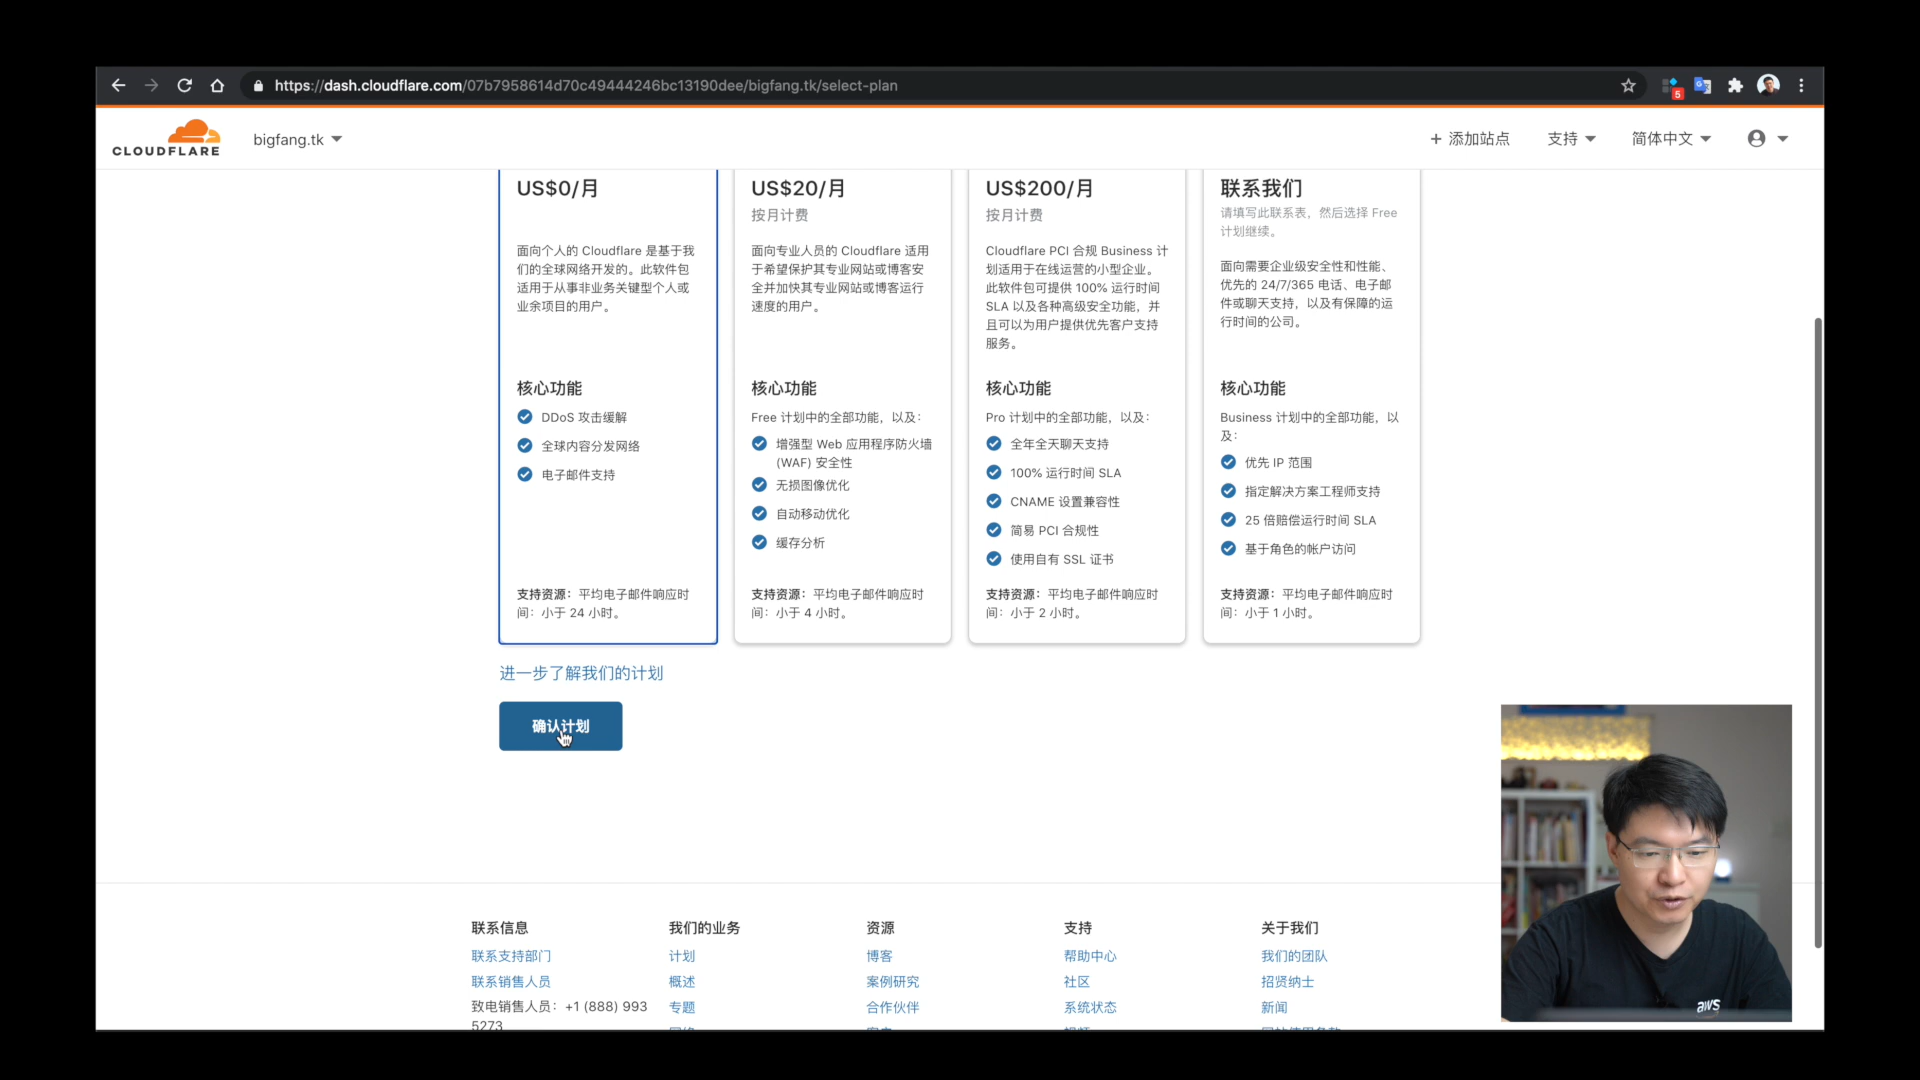 https://dash.cloudflare.com/07b7958614d70c49444246bc13190dee/bigfang.tk/select-plan
5
CLOUDFLARE
bigfang.tk
+ 添加站点
支持
简体中文
US$0/月
面向个人的 Cloudflare 是基于我
们的全球网络开发的。此软件包
适用于从事非业务关键型个人或
业余项目的用户。
核心功能
DDoS 攻击缓解
全球内容分发网络
电子邮件支持
支持资源：平均电子邮件响应时
间：小于 24 小时。
US$20/月
按月计费
面向专业人员的 Cloudflare 适用
于希望保护其专业网站或博客安
全并加快其专业网站或博客运行
速度的用户。
核心功能
Free 计划中的全部功能，以及：
增强型 Web 应用程序防火墙
(WAF) 安全性
无损图像优化
自动移动优化
缓存分析
支持资源：平均电子邮件响应时
间：小于 4 小时。
US$200/月
按月计费
Cloudflare PCI 合规 Business 计
划适用于在线运营的小型企业。
此软件包可提供 100% 运行时间
SLA 以及各种高级安全功能，并
且可以为用户提供优先客户支持
服务。
核心功能
Pro 计划中的全部功能，以及：
全年全天聊天支持
100% 运行时间 SLA
CNAME 设置兼容性
简易 PCI 合规性
使用自有 SSL 证书
支持资源：平均电子邮件响应时
间：小于 2 小时。
联系我们
请填写此联系表，然后选择 Free
计划继续。
面向需要企业级安全性和性能、
优先的 24/7/365 电话、电子邮
件或聊天支持，以及有保障的运
行时间的公司。
核心功能
Business 计划中的全部功能，以
及：
优先 IP 范围
指定解决方案工程师支持
25 倍赔偿运行时间 SLA
基于角色的帐户访问
支持资源：平均电子邮件响应时
间：小于 1 小时。
进一步了解我们的计划
确认计划
联系信息
联系支持部门
联系销售人员
致电销售人员：+1 (888) 993
5273
我们的业务
计划
概述
专题
资源
博客
案例研究
合作伙伴
支持
帮助中心
社区
系统状态
关于我们
我们的团队
招贤纳士
新闻
aws